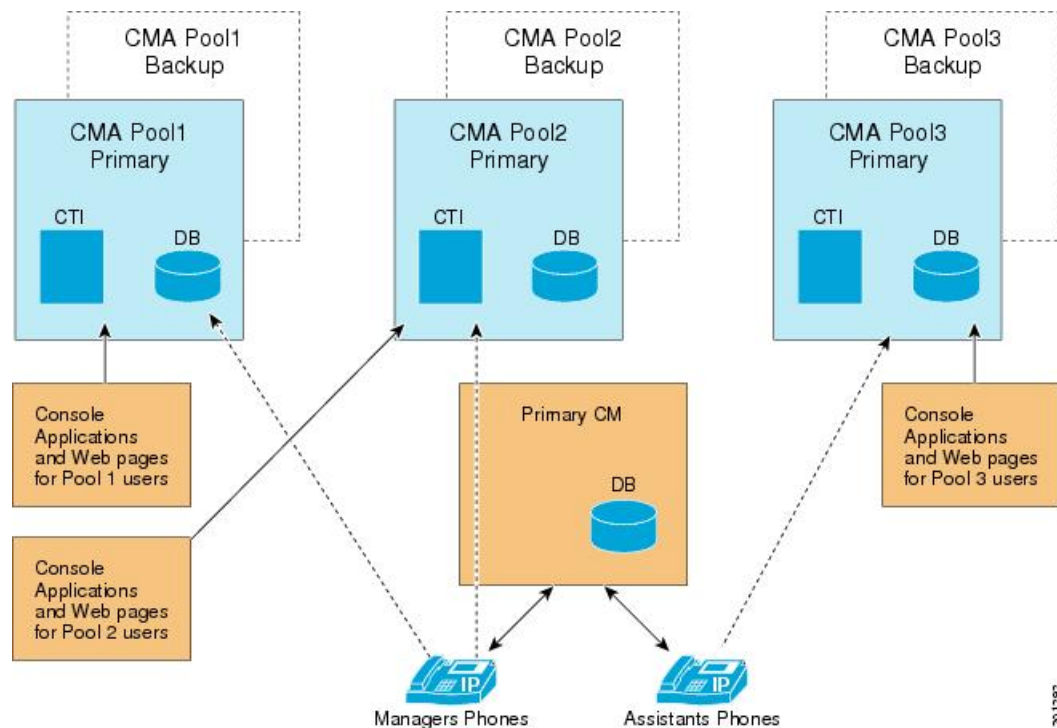 CMA Pool1
Backup
CMA Pool2
Backup
CMA Pool3
Backup
CMA Pool1
Primary
CMA Pool2
Primary
CMA Pool3
Primary
CTI
DB
CTI
DB
CTI
DB
Console
Applications
and Web pages
for Pool 1 users
Primary CM
DB
Console
Applications
and Web pages
for Pool 3 users
Console
Applications
and Web pages
for Pool 2 users
IP
IP
Managers Phones
Assistants Phones